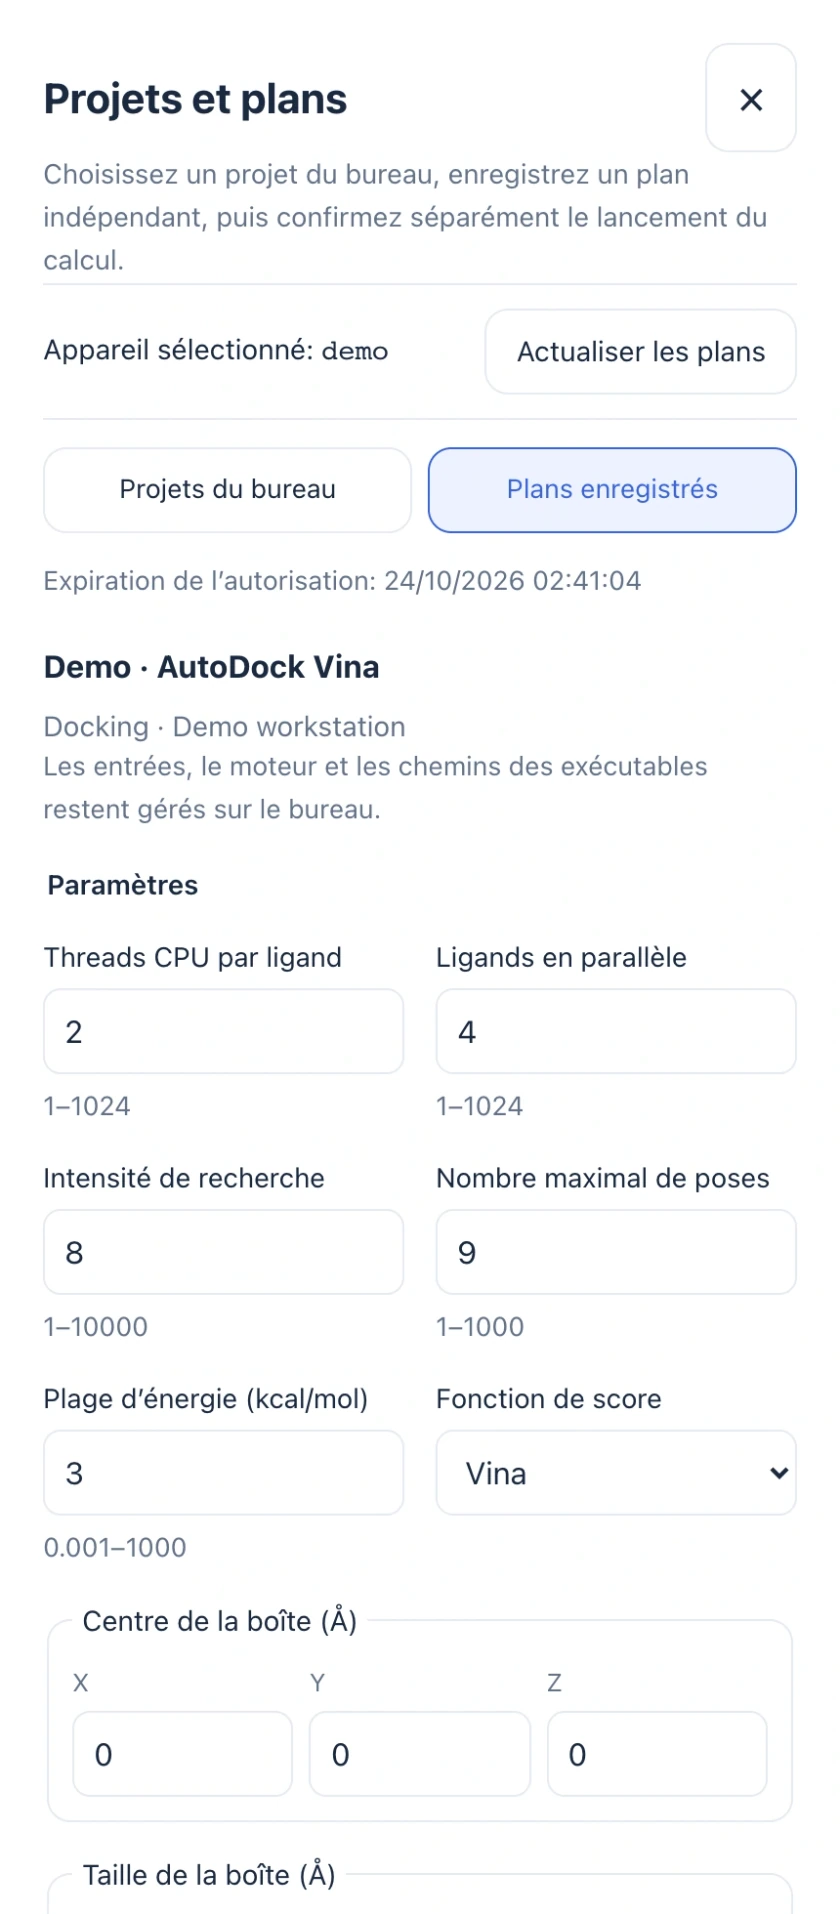 Projets et plans
Choisissez un projet du bureau, enregistrez un plan
indépendant, puis confirmez séparément le lancement du
calcul.
Appareil sélectionné: demo
Actualiser les plans
Projets du bureau
Plans enregistrés
Expiration de l’autorisation: 24/10/2026 02:41:04
Demo · AutoDock Vina
Docking · Demo workstation
Les entrées, le moteur et les chemins des exécutables
restent gérés sur le bureau.
Paramètres
Threads CPU par ligand
Ligands en parallèle
2
4
1–1024
1–1024
Intensité de recherche
Nombre maximal de poses
8
9
1–10000
1–1000
Plage d’énergie (kcal/mol)
Fonction de score
3
Vina
0.001–1000
Centre de la boîte (Å)
X
Y
Z
0
0
0
Taille de la boîte (Å)